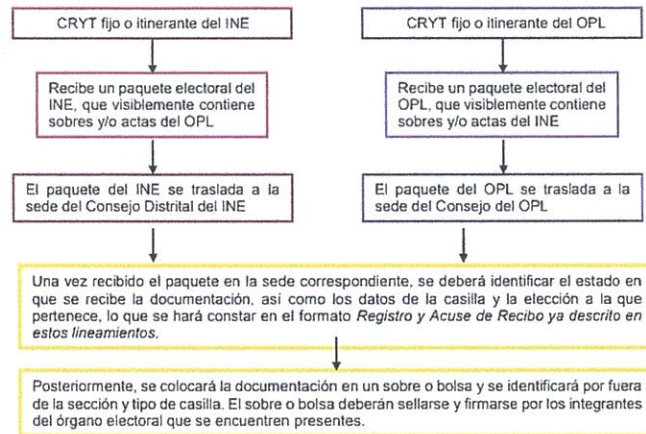 CRYT fijo o itinerante del INE
CRYT fijo o itinerante del OPL
Recibe un paquete electoral del
INE, que visiblemente contiene
sobres y/o actas del OPL
Recibe un paquete electoral del
OPL, que visiblemente contiene
sobres y/o actas del INE
El paquete del INE se traslada a la
sede del Consejo Distrital del INE
El paquete del OPL se traslada a la
sede del Consejo del OPL
Una vez recibido el paquete en la sede correspondiente, se deberá identificar el estado en
que se recibe la documentación, así como los datos de la casilla y la elección a la que
pertenece, lo que se hará constar en el formato Registro y Acuse de Recibo ya descrito en
estos lineamientos.
Posteriormente, se colocará la documentación en un sobre o bolsa y se identificará por fuera
de la sección y tipo de casilla. El sobre o bolsa deberán sellarse y firmarse por los integrantes
del órgano electoral que se encuentren presentes.